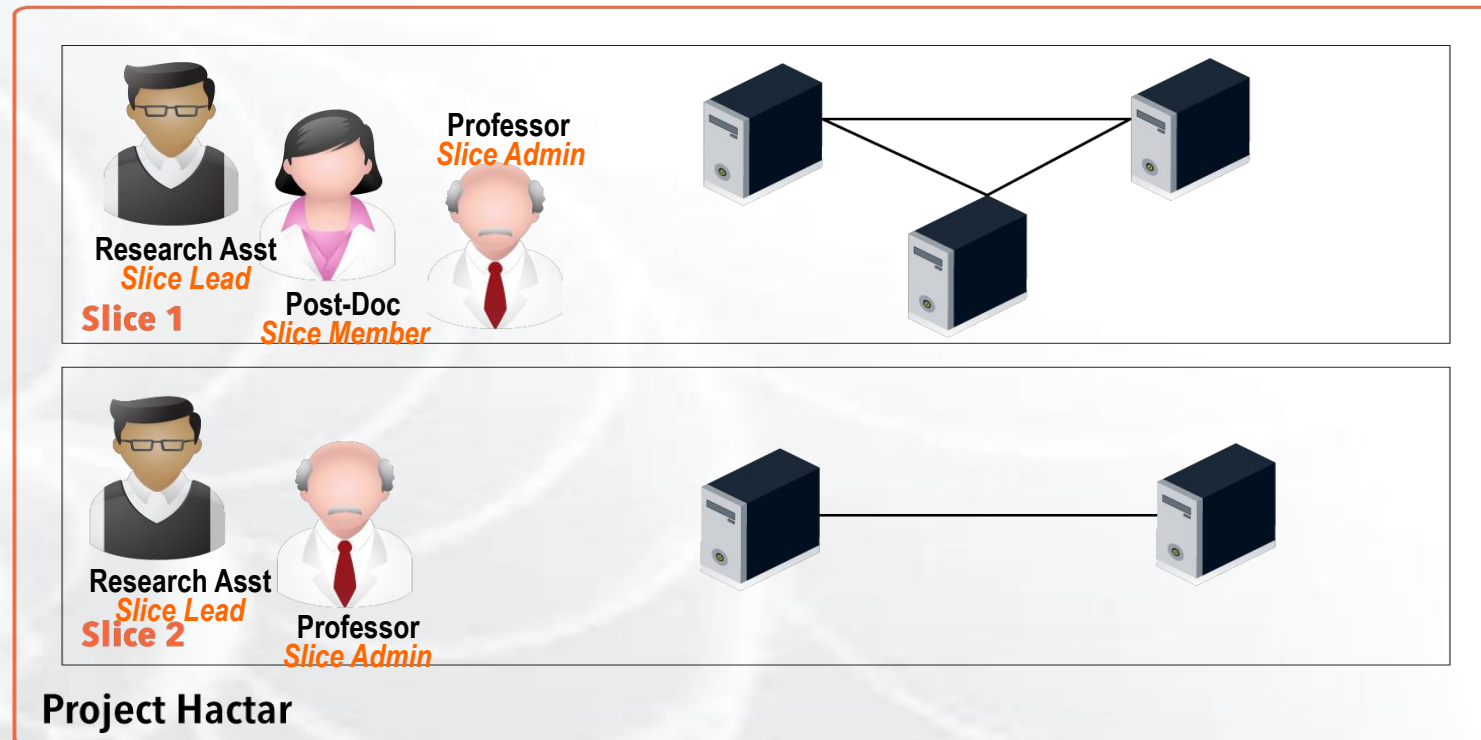 Professor
Slice Admin
Research Asst
Slice Lead
Post-Doc
Slice Member
Slice 1
Research Asst
Slice Lead
Professor
Slice Admin
Slice 2
Project Hactar